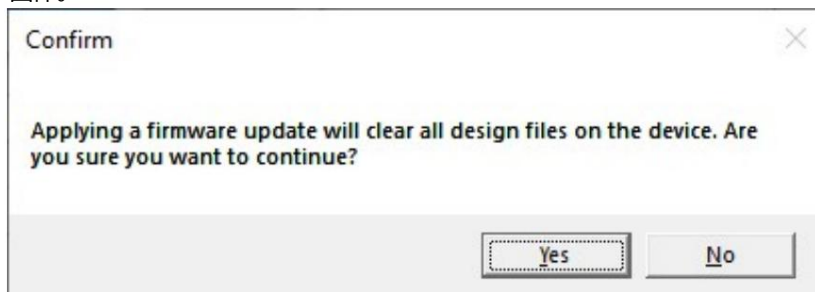 Confirm
Applying a firmware update will clear all design files on the device. Are
you sure you want to continue?
Yes
No